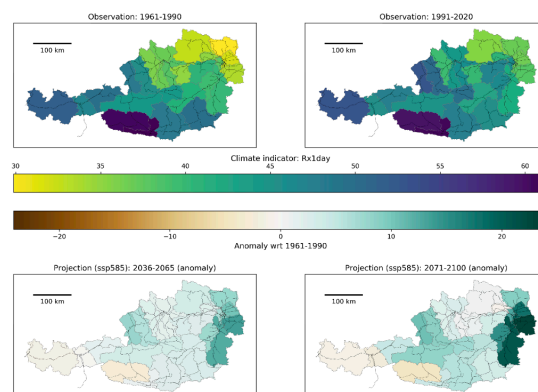 Observation: 1961-1990
Observation: 1991-2020
100 km
100 km
Climate indicator: Rx1day
30 35 40 45 50 55 60
−20 −10 0 10 20
Anomaly wrt 1961-1990
Projection (ssp585): 2036-2065 (anomaly)
Projection (ssp585): 2071-2100 (anomaly)
100 km
100 km